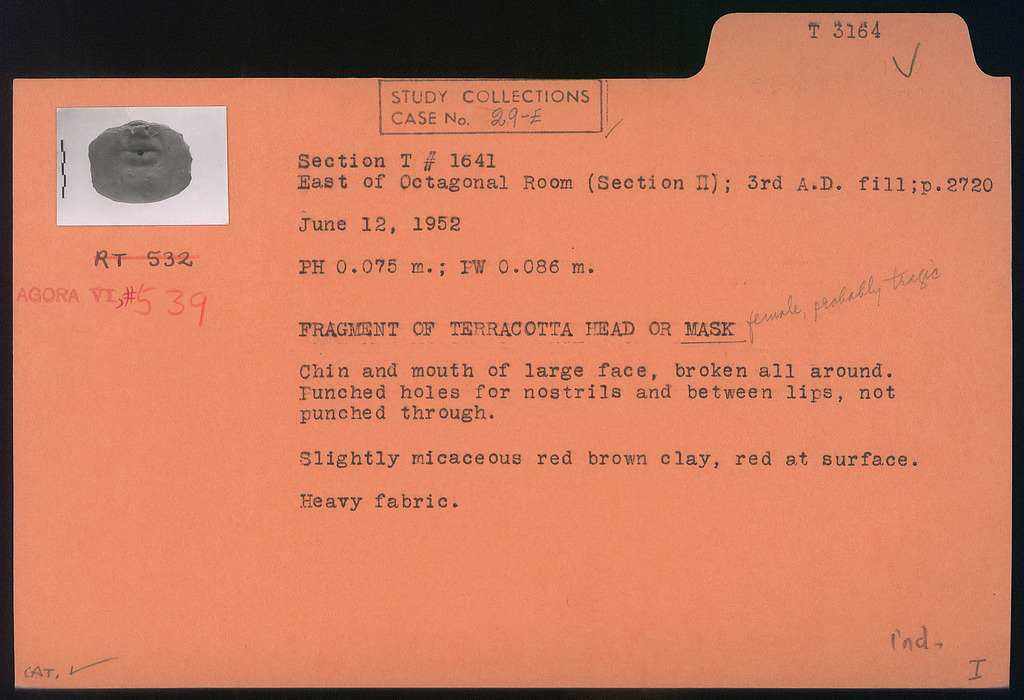 T 3164
STUDY COLLECTIONS
CASE No. 29-E
Section T # 1641
East of Octagonal Room (Section II); 3rd A.D. fill;p.2720
June 12, 1952
RT 532
PH 0.075 m.; PW 0.086 m.
AGORA VI, #539
FRAGMENT OF TERRACOTTA HEAD OR MASK female, probably tragic
Chin and mouth of large face, broken all around.
Punched holes for nostrils and between lips, not
punched through.
Slightly micaceous red brown clay, red at surface.
Heavy fabric.
Ind.
CAT.
I